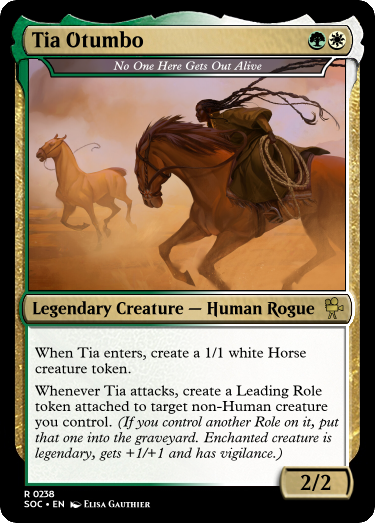 Tia Otumbo
No One Here Gets Out Alive
Legendary Creature — Human Rogue
When Tia enters, create a 1/1 white Horse
creature token.
Whenever Tia attacks, create a Leading Role
token attached to target non-Human creature
you control. (If you control another Role on it, put
that one into the graveyard. Enchanted creature is
legendary, gets +1/+1 and has vigilance.)
2/2
R 0238
SOC • EN Elisa Gauthier